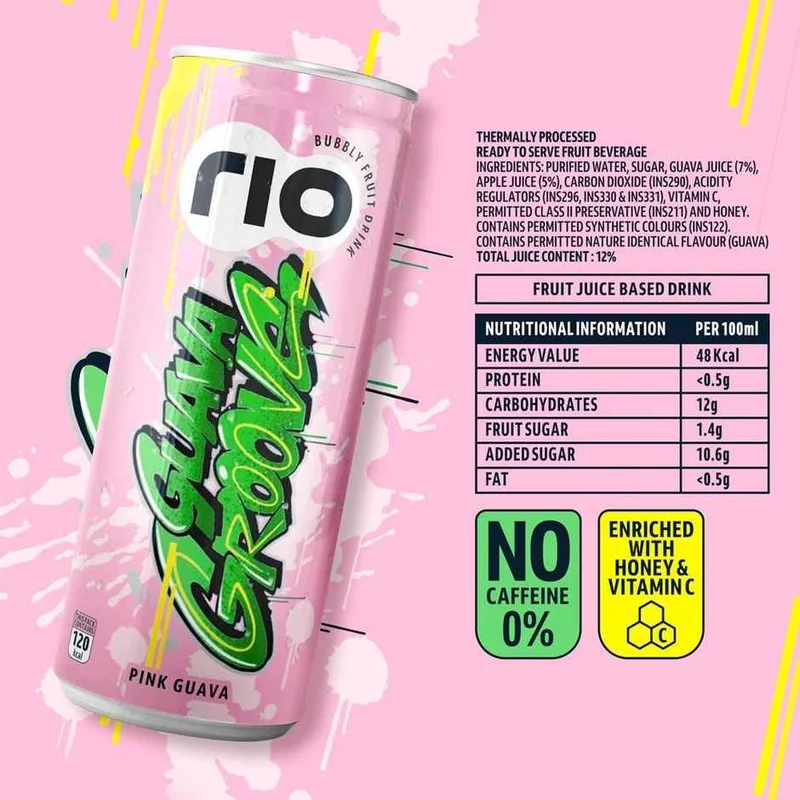 rio
BUBBLY FRUIT DRINK
GUAVA
GROOVE
THIS PACK
CONTAINS
120
kcal
PINK GUAVA
THERMALLY PROCESSED
READY TO SERVE FRUIT BEVERAGE
INGREDIENTS: PURIFIED WATER, SUGAR, GUAVA JUICE (7%),
APPLE JUICE (5%), CARBON DIOXIDE (INS290), ACIDITY
REGULATORS (INS296, INS330 & INS331), VITAMIN C,
PERMITTED CLASS II PRESERVATIVE (INS211) AND HONEY.
CONTAINS PERMITTED SYNTHETIC COLOURS (INS122).
CONTAINS PERMITTED NATURE IDENTICAL FLAVOUR (GUAVA)
TOTAL JUICE CONTENT : 12%
FRUIT JUICE BASED DRINK
NUTRITIONAL INFORMATION PER 100ml
ENERGY VALUE 48 Kcal
PROTEIN <0.5g
CARBOHYDRATES 12g
FRUIT SUGAR 1.4g
ADDED SUGAR 10.6g
FAT <0.5g
NO
CAFFEINE
0%
ENRICHED
WITH
HONEY &
VITAMIN C
C